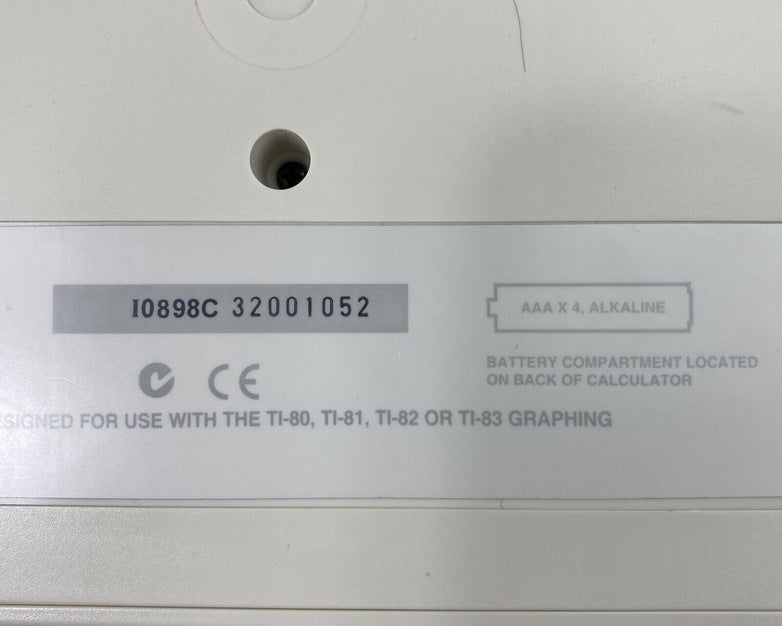 I0898C 32001052
AAA X 4, ALKALINE
BATTERY COMPARTMENT LOCATED
ON BACK OF CALCULATOR
CE
FOR USE WITH THE TI-80, TI-81, TI-82 OR TI-83 GRAPHING